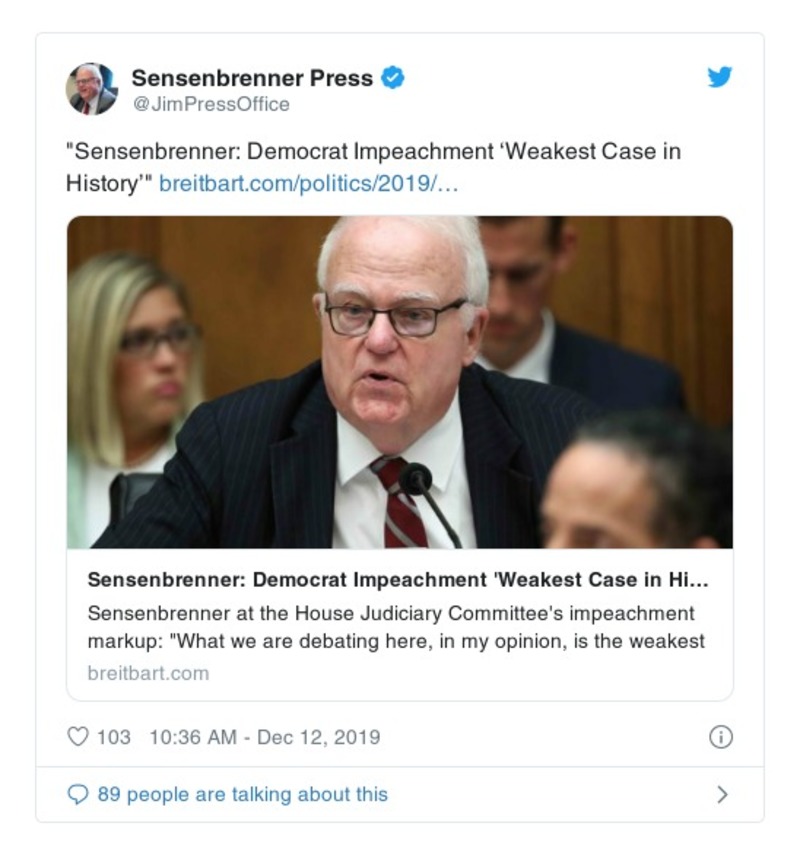 Sensenbrenner Press
@JimPressOffice
"Sensenbrenner: Democrat Impeachment ‘Weakest Case in
History’" breitbart.com/politics/2019/…
Sensenbrenner: Democrat Impeachment 'Weakest Case in Hi...
Sensenbrenner at the House Judiciary Committee's impeachment
markup: "What we are debating here, in my opinion, is the weakest
breitbart.com
103 10:36 AM - Dec 12, 2019
89 people are talking about this